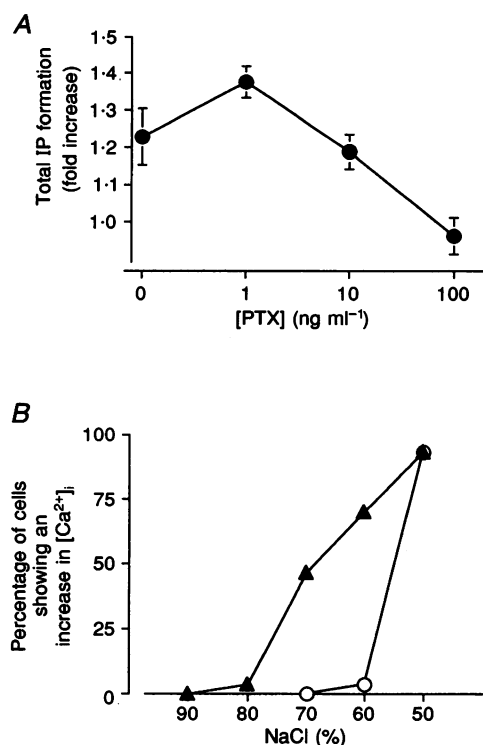 A
Total IP formation
(fold increase)
1·5
1·4
1·3
1·2
1·1
1·0
0
1
10
100
[PTX] (ng ml⁻¹)
B
Percentage of cells
showing an
increase in [Ca²⁺]ᵢ
100
75
50
25
0
90
80
70
60
50
NaCl (%)